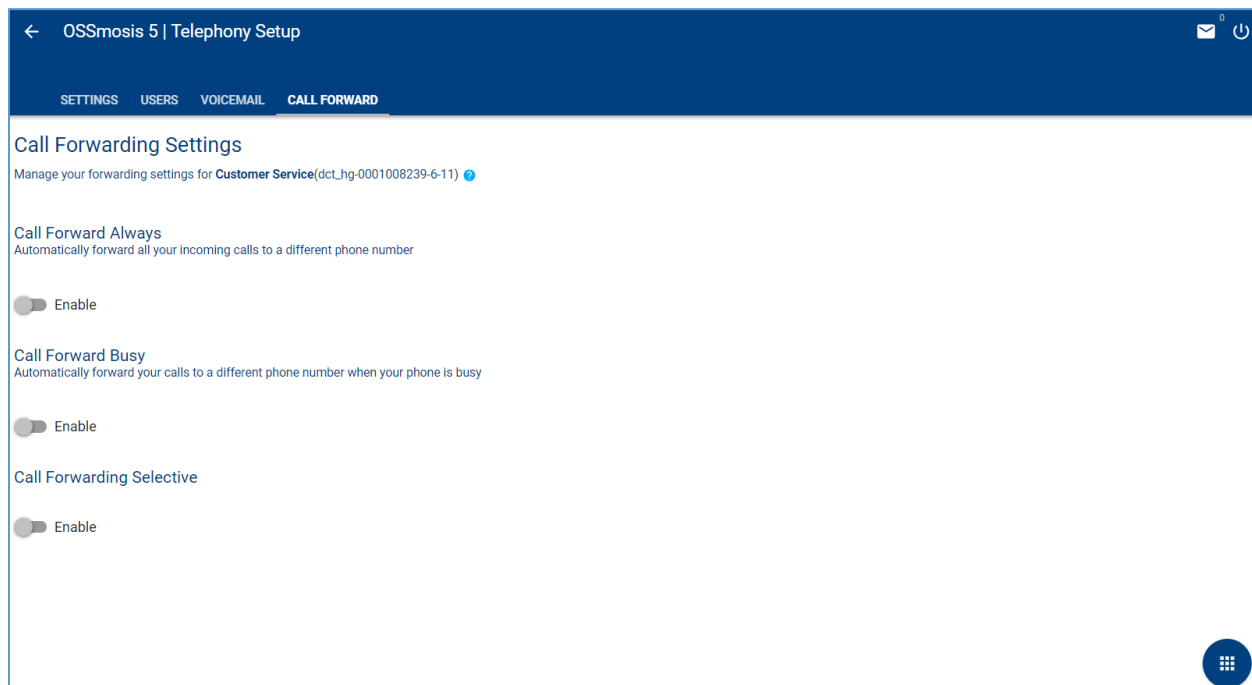 OSSmosis 5 | Telephony Setup
0
SETTINGS USERS VOICEMAIL CALL FORWARD
Call Forwarding Settings
Manage your forwarding settings for Customer Service(dct_hg-0001008239-6-11) ?
Call Forward Always
Automatically forward all your incoming calls to a different phone number
Enable
Call Forward Busy
Automatically forward your calls to a different phone number when your phone is busy
Enable
Call Forwarding Selective
Enable